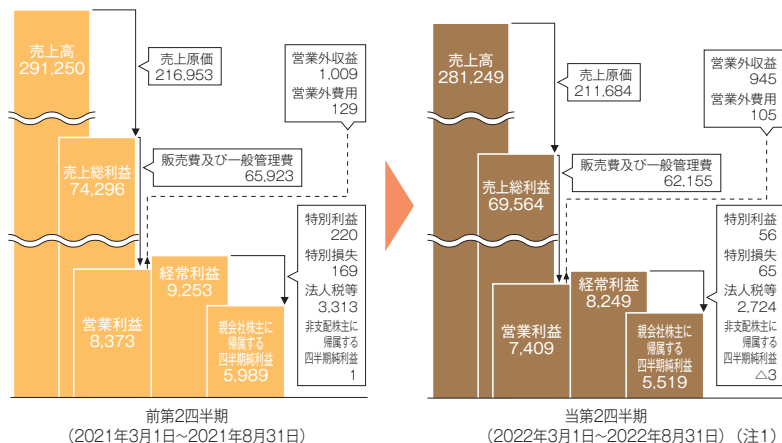 売上高
291,250
売上原価
216,953
営業外収益
1,009
営業外費用
129
売上総利益
74,296
販売費及び一般管理費
65,923
営業利益
8,373
経常利益
9,253
特別利益
220
特別損失
169
法人税等
3,313
非支配株主に
帰属する
四半期純利益
1
親会社株主に
帰属する
四半期純利益
5,989
前第2四半期
(2021年3月1日~2021年8月31日)
売上高
281,249
売上原価
211,684
営業外収益
945
営業外費用
105
売上総利益
69,564
販売費及び一般管理費
62,155
営業利益
7,409
経常利益
8,249
特別利益
56
特別損失
65
法人税等
2,724
非支配株主に
帰属する
四半期純利益
△3
親会社株主に
帰属する
四半期純利益
5,519
当第2四半期
(2022年3月1日~2022年8月31日)(注1)